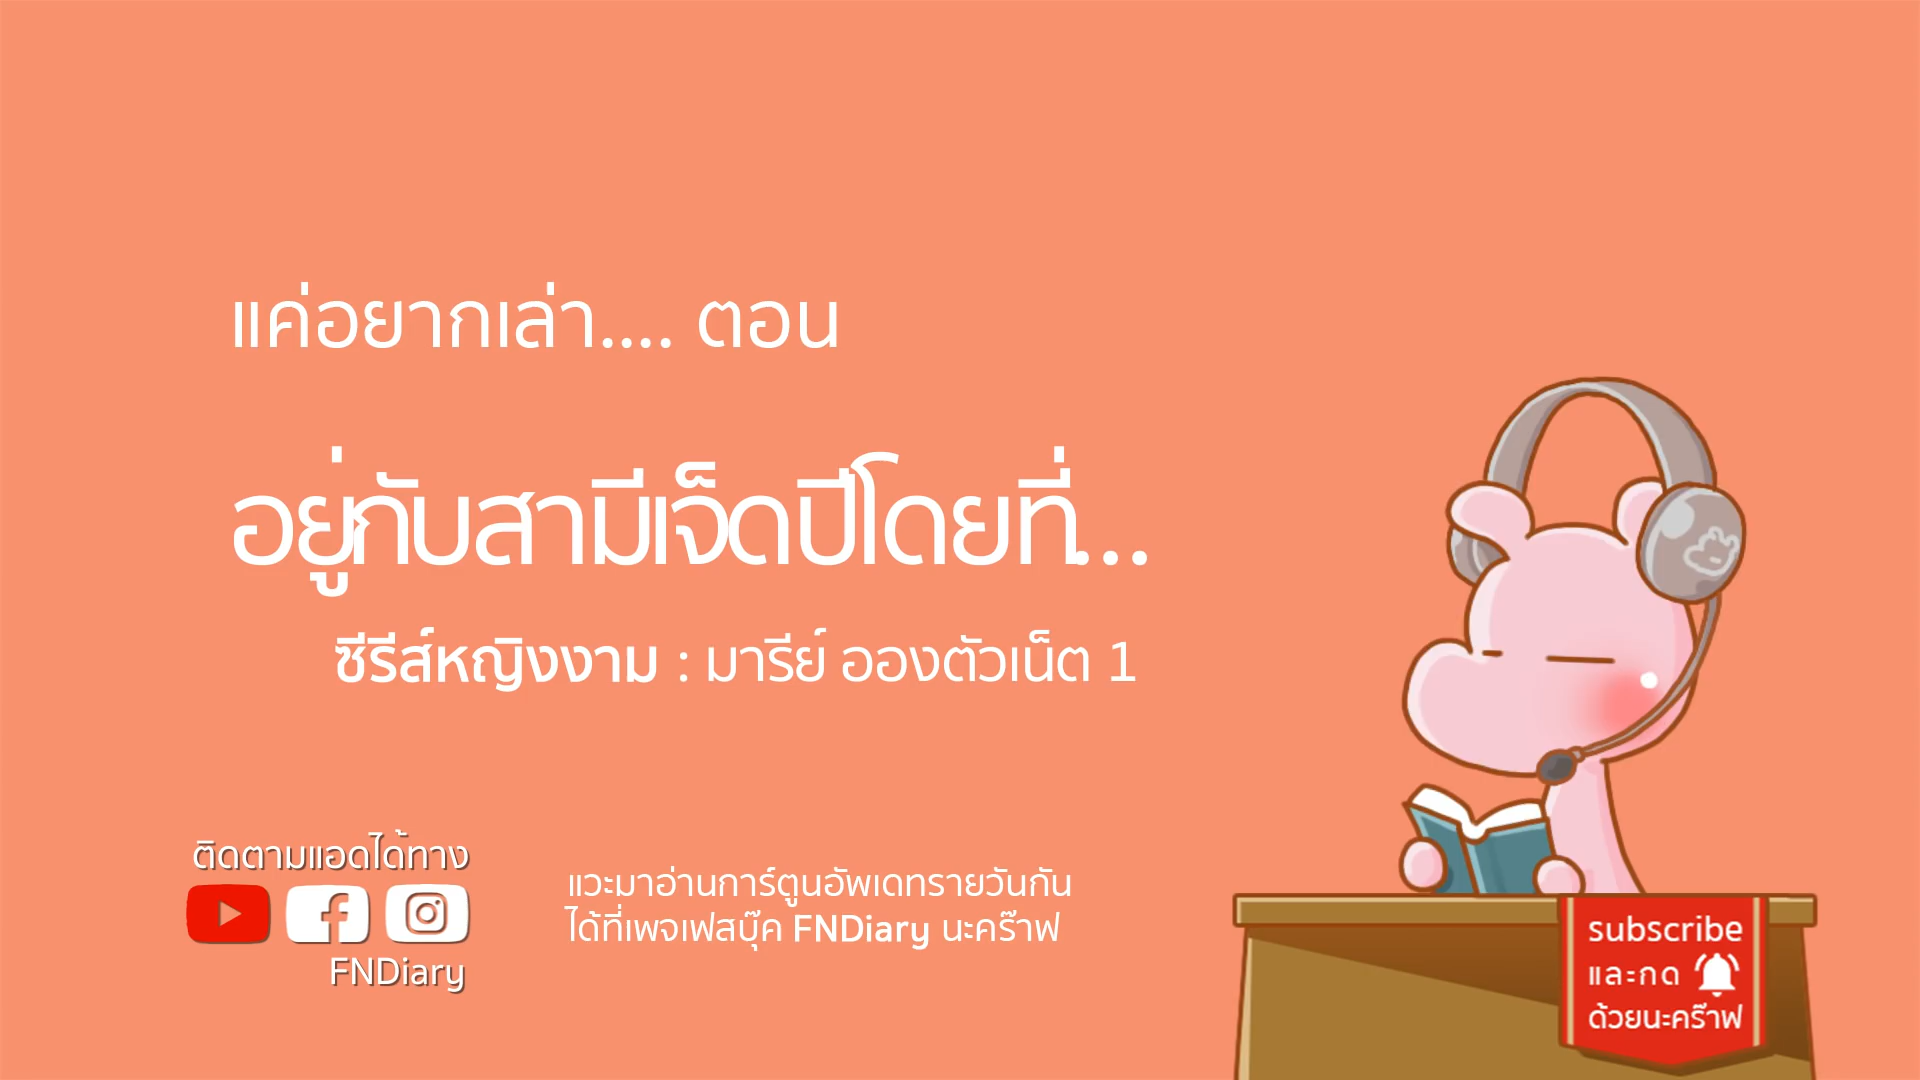 แค่อยากเล่า.... ตอน
อยู่กับสามีเจ็ดปีโดยที่...
ซีรีส์หญิงงาม : มารีย์ อองตัวเน็ต 1
ติดตามแอดได้ทาง
FNDiary
แวะมาอ่านการ์ตูนอัพเดทรายวันกัน
ได้ที่เพจเฟสบุ๊ค FNDiary นะคร๊าฟ
subscribe
และกด
ด้วยนะคร๊าฟ